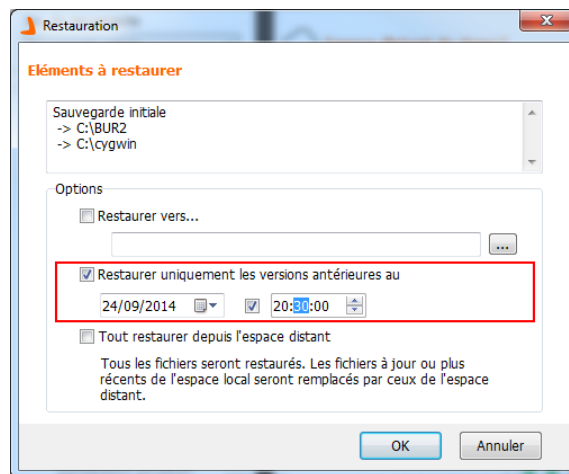 Restauration
Eléments à restaurer
Sauvegarde initiale
-> C:\BUR2
-> C:\cygwin
Options
Restaurer vers...
...
Restaurer uniquement les versions antérieures au
24/09/2014 20:30:00
Tout restaurer depuis l'espace distant
Tous les fichiers seront restaurés. Les fichiers à jour ou plus
récents de l'espace local seront remplacés par ceux de l'espace
distant.
OK Annuler